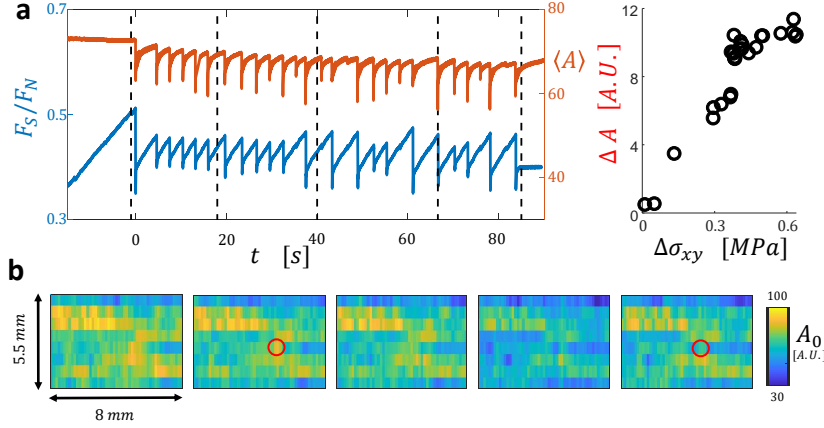 a
0.7
0.5
0.3
F_S/F_N
80
60
40
⟨A⟩
0
20
40
60
80
t [s]
12
8
4
0
Δ A [A.U.]
0
0.3
0.6
Δσ_xy [MPa]
b
5.5 mm
8 mm
100
30
A_0
[A.U.]